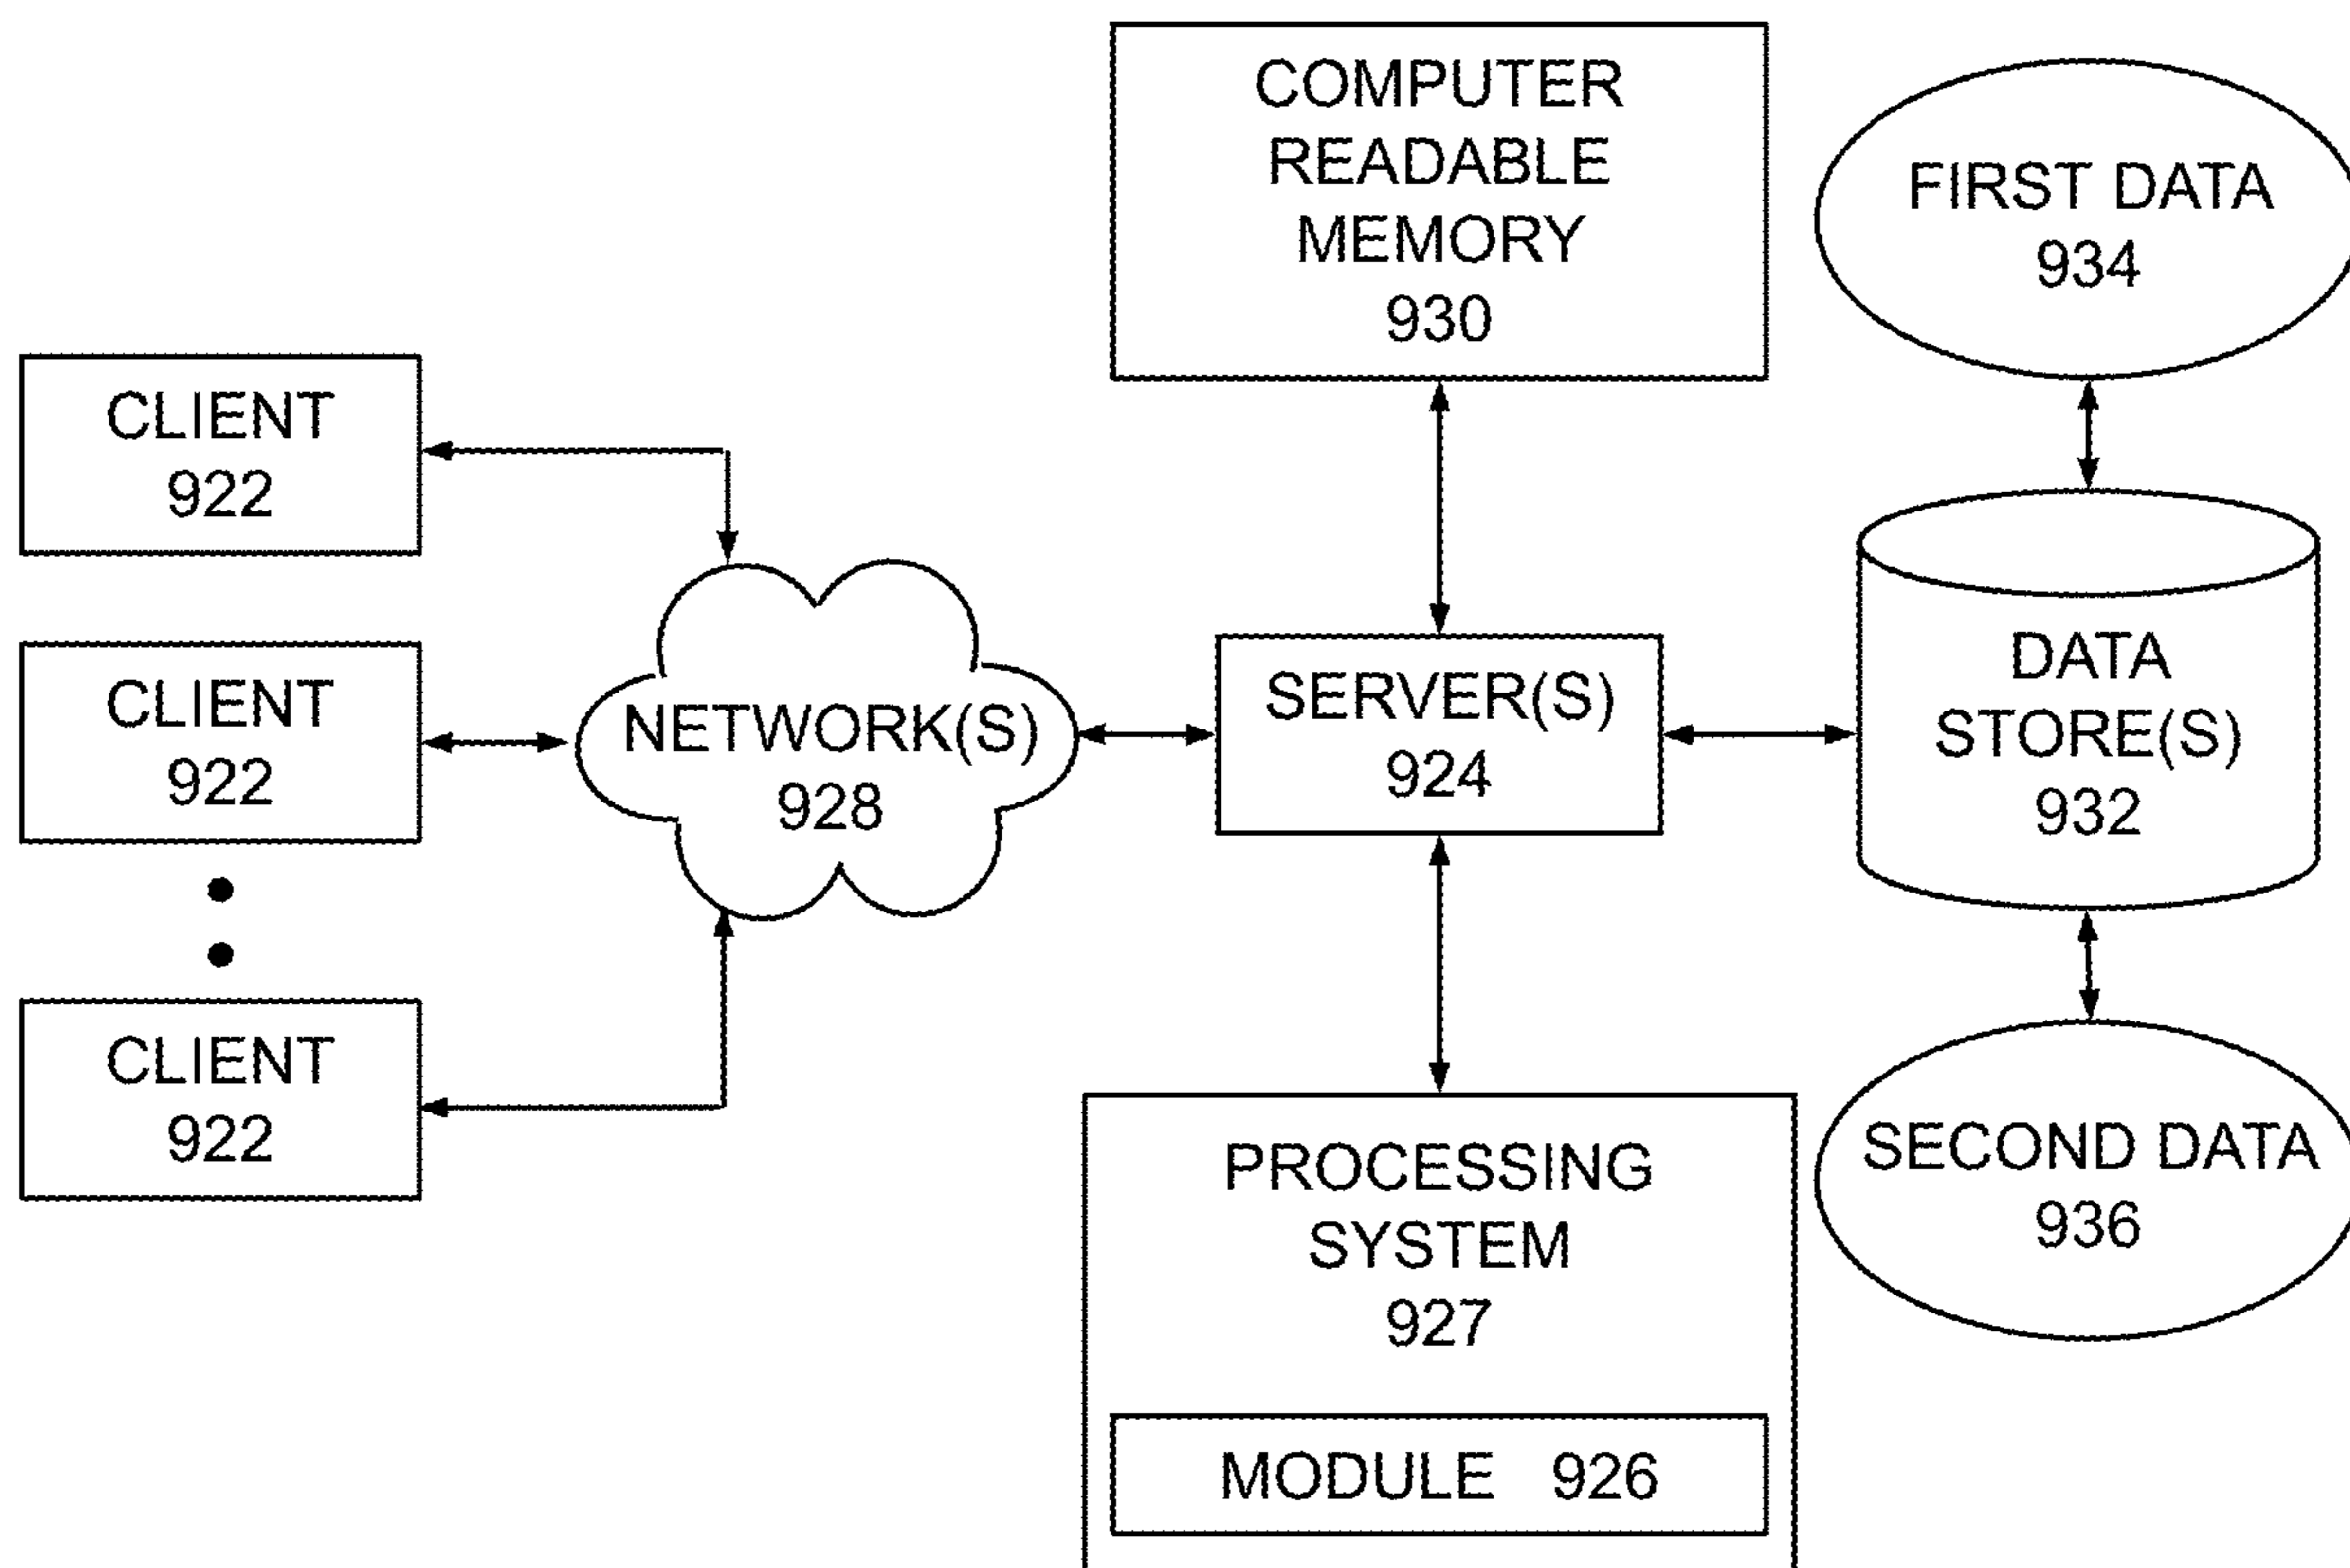 COMPUTER
READABLE
MEMORY
930
FIRST DATA
934
CLIENT
922
CLIENT
922
CLIENT
922
NETWORK(S)
928
SERVER(S)
924
DATA
STORE(S)
932
PROCESSING
SYSTEM
927
MODULE 926
SECOND DATA
936